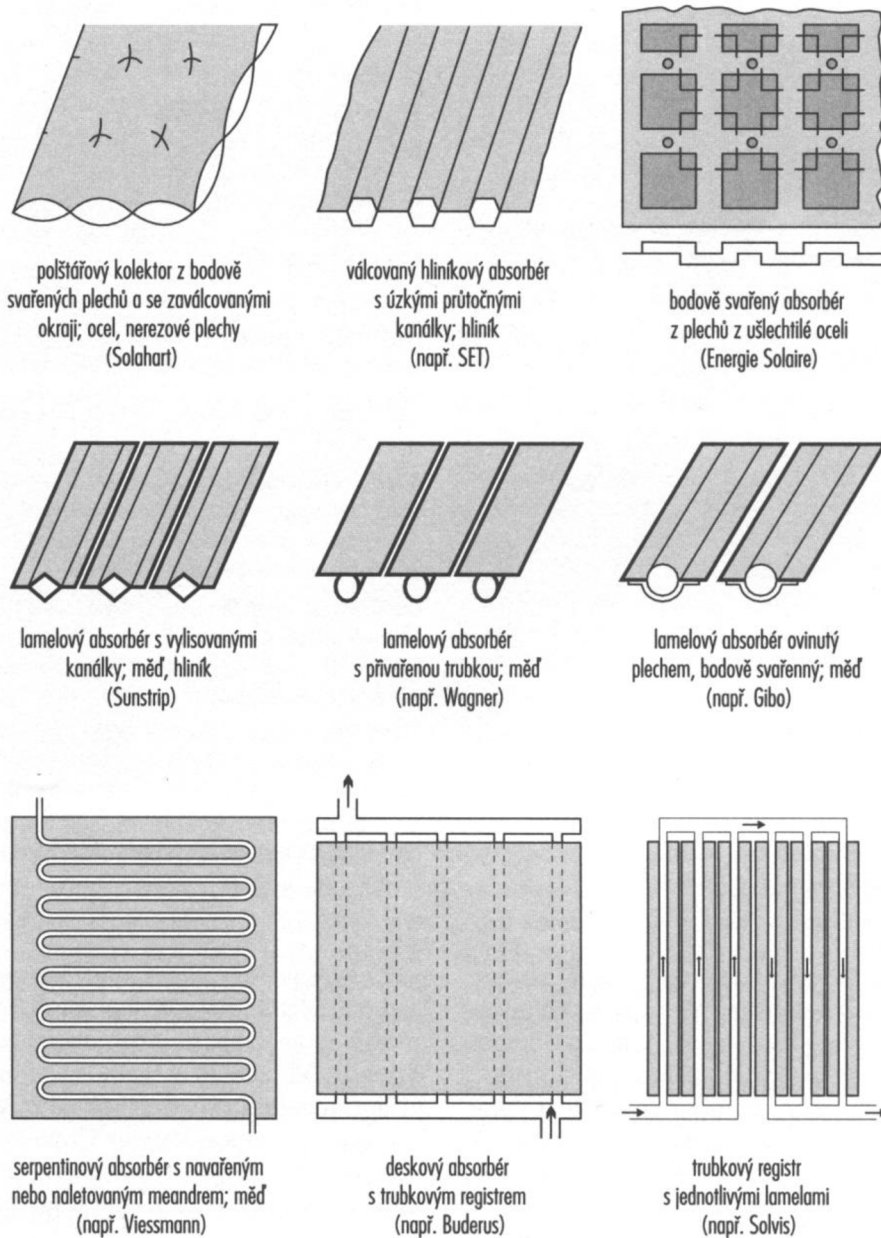 polštářový kolektor z bodově
svařených plechů a se zaválcovanými
okraji; ocel, nerezové plechy
(Solahart)
válcovaný hliníkový absorbér
s úzkými průtočnými
kanálky; hliník
(např. SET)
bodově svařený absorbér
z plechů z ušlechtilé oceli
(Energie Solaire)
lamelový absorbér s vylisovanými
kanálky; měď, hliník
(Sunstrip)
lamelový absorbér
s přivařenou trubkou; měď
(např. Wagner)
lamelový absorbér ovinutý
plechem, bodově svařenný; měď
(např. Gibo)
serpentinový absorbér s navařeným
nebo naletovaným meandrem; měď
(např. Viessmann)
deskový absorbér
s trubkovým registrem
(např. Buderus)
trubkový registr
s jednotlivými lamelami
(např. Solvis)